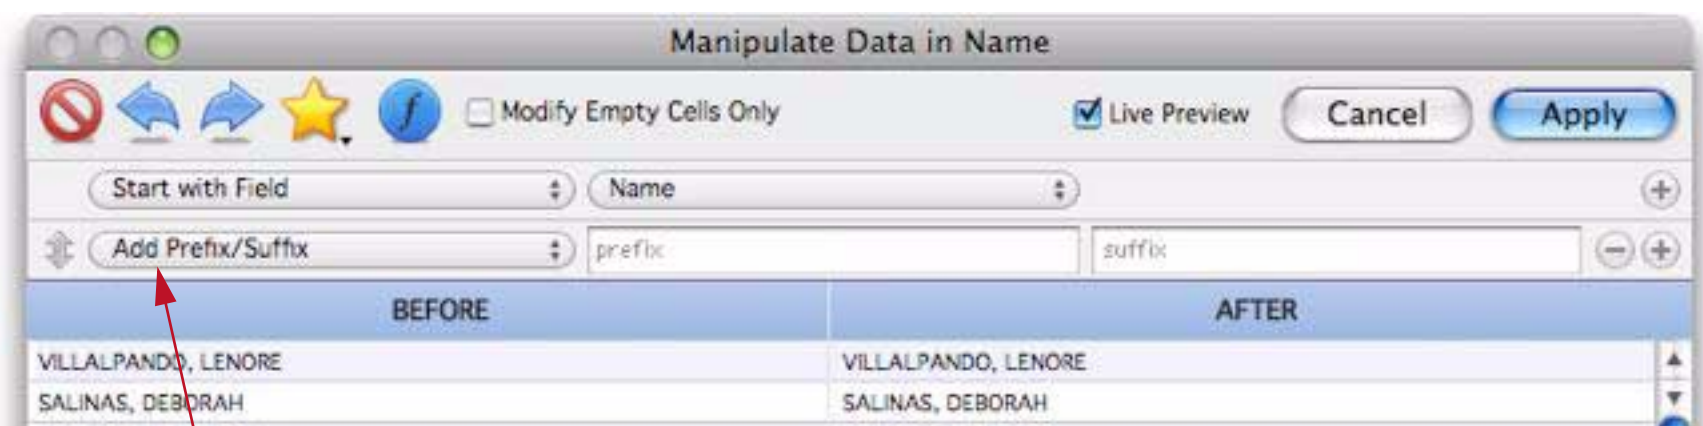 Manipulate Data in Name
f Modify Empty Cells Only Live Preview Cancel Apply
Start with Field Name
Add Prefix/Suffix prefix suffix
BEFORE AFTER
VILLALPANDO, LENORE VILLALPANDO, LENORE
SALINAS, DEBORAH SALINAS, DEBORAH